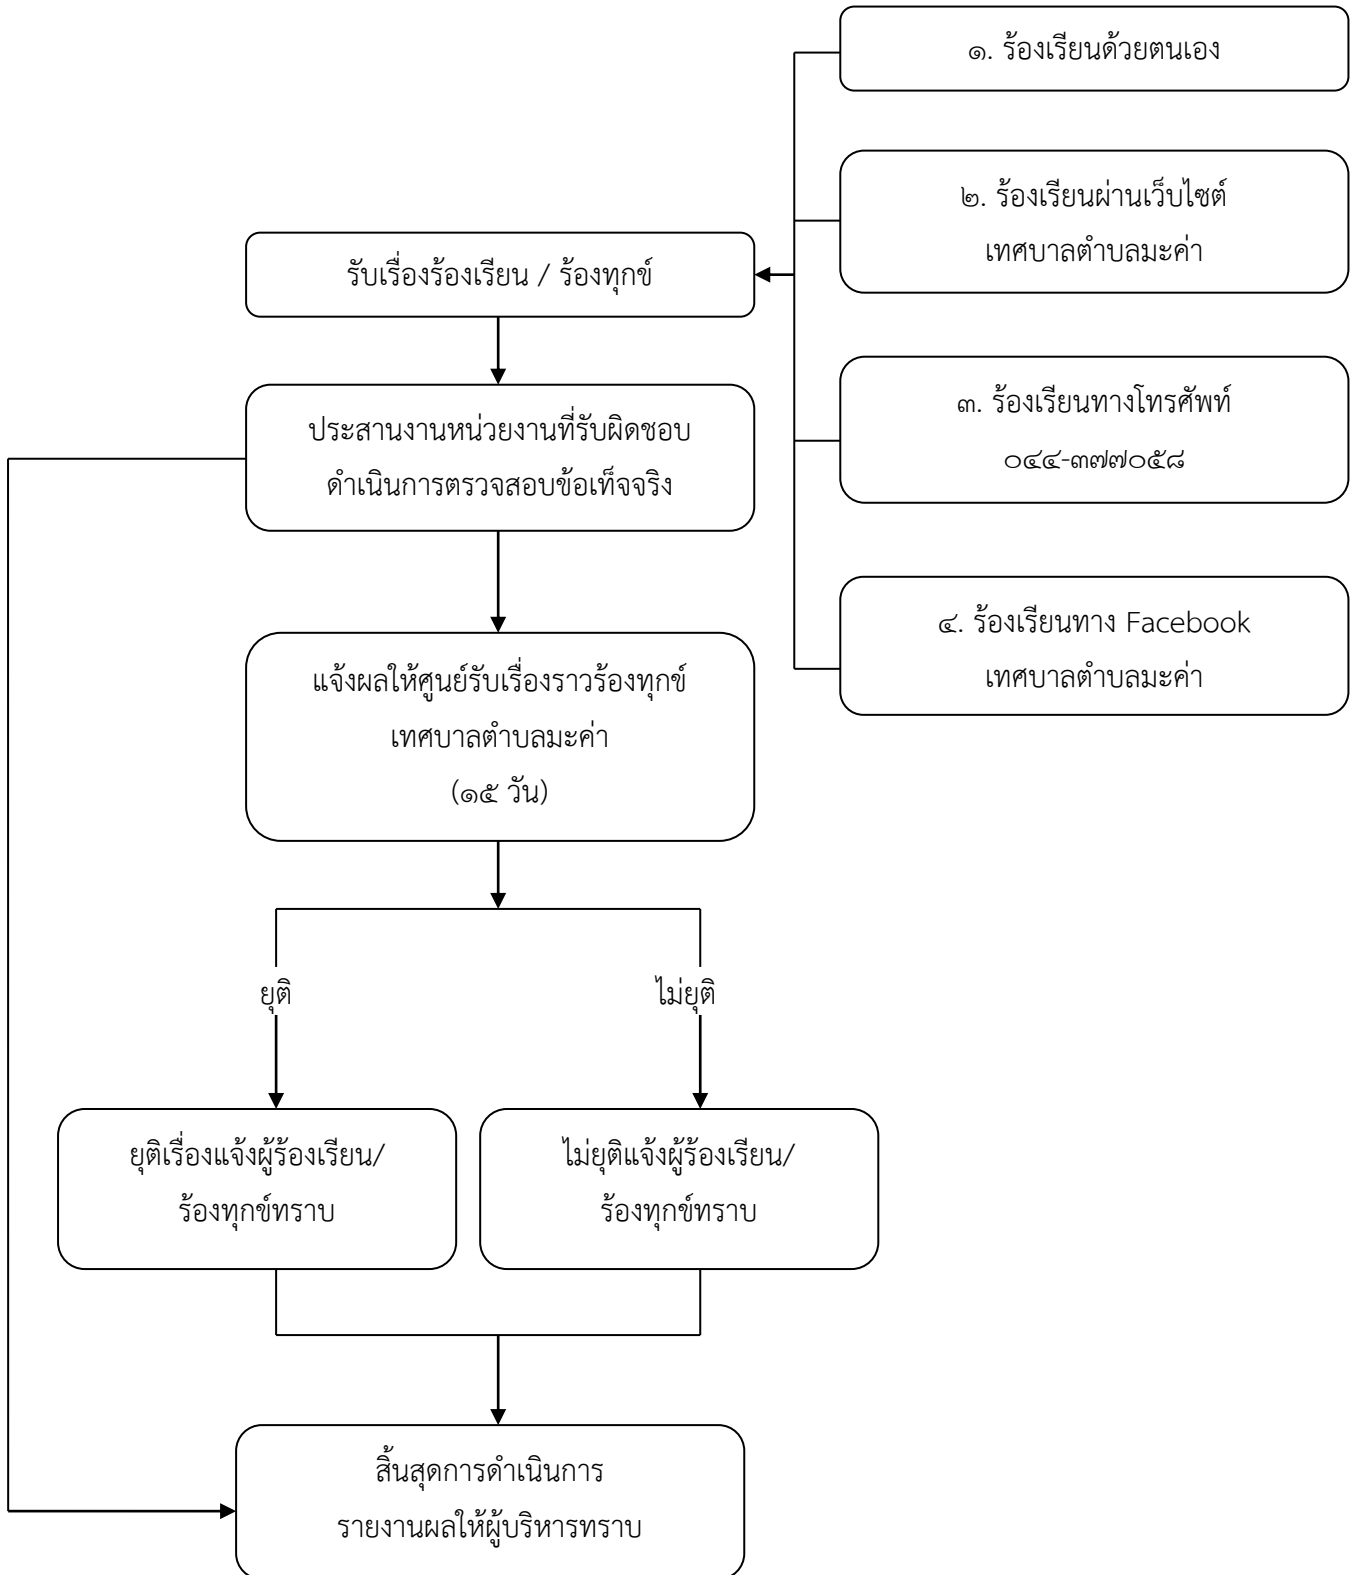 ๑. ร้องเรียนด้วยตนเอง
๒. ร้องเรียนผ่านเว็บไซต์
เทศบาลตำบลมะค่า
รับเรื่องร้องเรียน / ร้องทุกข์
๓. ร้องเรียนทางโทรศัพท์
๐๔๔-๓๗๗๐๕๘
ประสานงานหน่วยงานที่รับผิดชอบ
ดำเนินการตรวจสอบข้อเท็จจริง
๔. ร้องเรียนทาง Facebook
เทศบาลตำบลมะค่า
แจ้งผลให้ศูนย์รับเรื่องราวร้องทุกข์
เทศบาลตำบลมะค่า
(๑๕ วัน)
ยุติ
ไม่ยุติ
ยุติเรื่องแจ้งผู้ร้องเรียน/
ร้องทุกข์ทราบ
ไม่ยุติแจ้งผู้ร้องเรียน/
ร้องทุกข์ทราบ
สิ้นสุดการดำเนินการ
รายงานผลให้ผู้บริหารทราบ